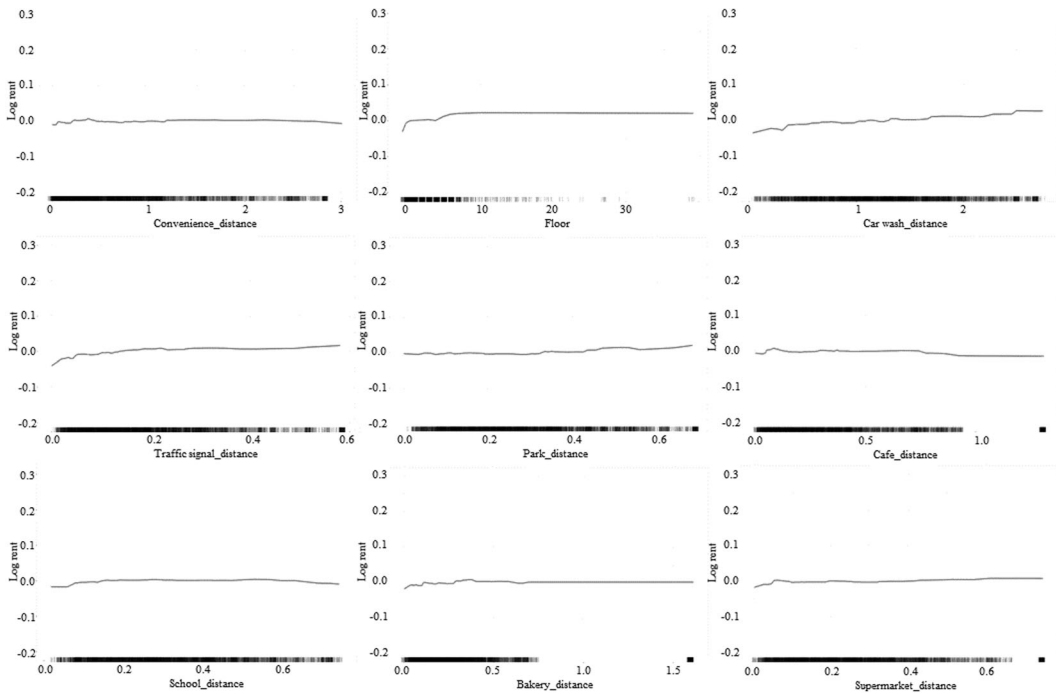 0.3 0.3 0.3
0.2 0.2 0.2
0.1 0.1 0.1
0.0 0.0 0.0
-0.1 -0.1 -0.1
-0.2 -0.2 -0.2
Log rent Log rent Log rent
0 1 2 3 0 10 20 30 0 1 2
Convenience_distance Floor Car wash_distance
0.3 0.3 0.3
0.2 0.2 0.2
0.1 0.1 0.1
0.0 0.0 0.0
-0.1 -0.1 -0.1
-0.2 -0.2 -0.2
Log rent Log rent Log rent
0.0 0.2 0.4 0.6 0.0 0.2 0.4 0.6 0.0 0.5 1.0
Traffic signal_distance Park_distance Cafe_distance
0.3 0.3 0.3
0.2 0.2 0.2
0.1 0.1 0.1
0.0 0.0 0.0
-0.1 -0.1 -0.1
-0.2 -0.2 -0.2
Log rent Log rent Log rent
0.0 0.2 0.4 0.6 0.0 0.5 1.0 1.5 0.0 0.2 0.4 0.6
School_distance Bakery_distance Supermarket_distance